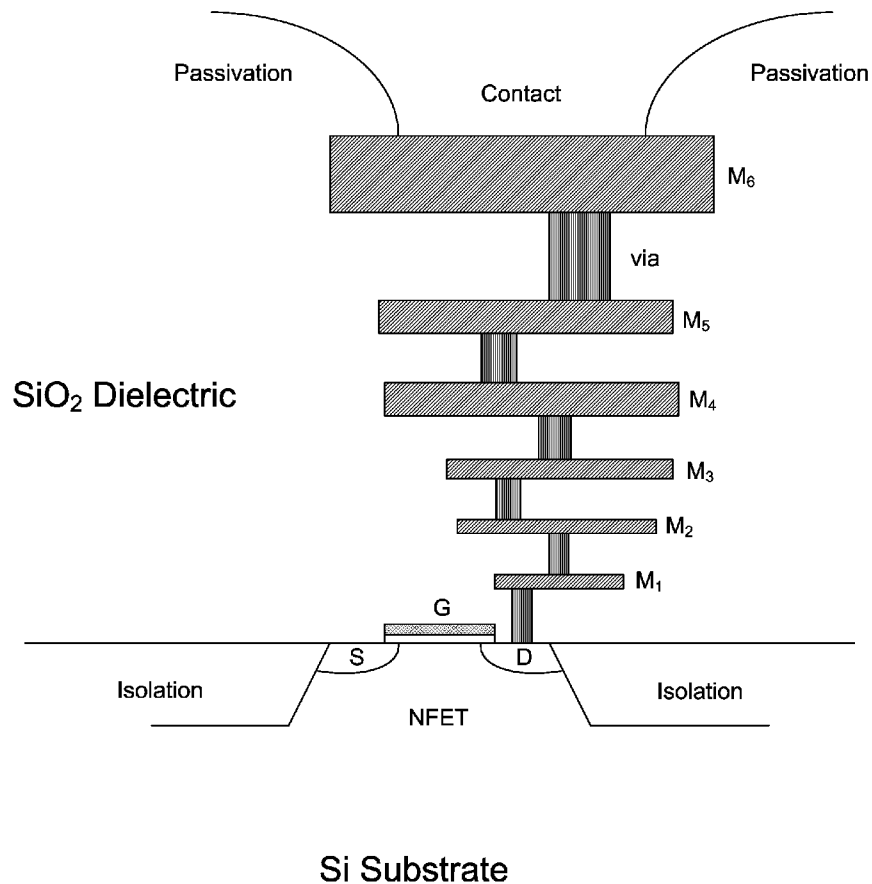 Passivation
Contact
Passivation
M₆
via
M₅
SiO₂ Dielectric
M₄
M₃
M₂
M₁
G
S
D
Isolation
NFET
Isolation
Si Substrate